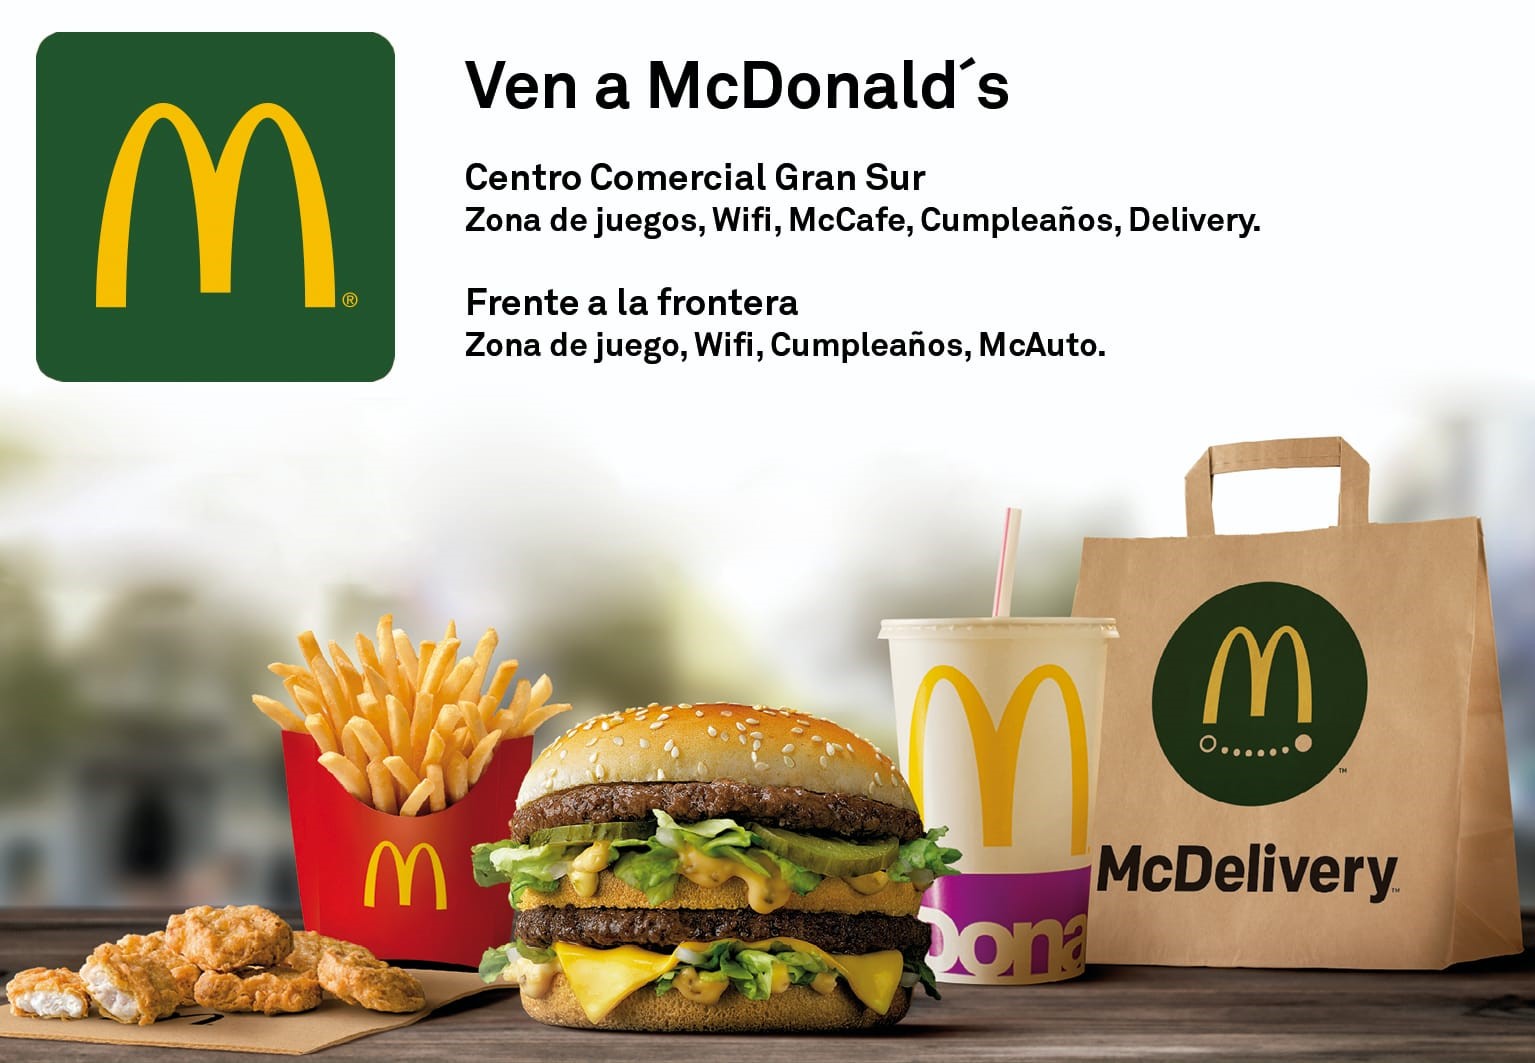 Ven a McDonald´s
Centro Comercial Gran Sur
Zona de juegos, Wifi, McCafe, Cumpleaños, Delivery.
Frente a la frontera
Zona de juego, Wifi, Cumpleaños, McAuto.
®
™
McDelivery™
Dona